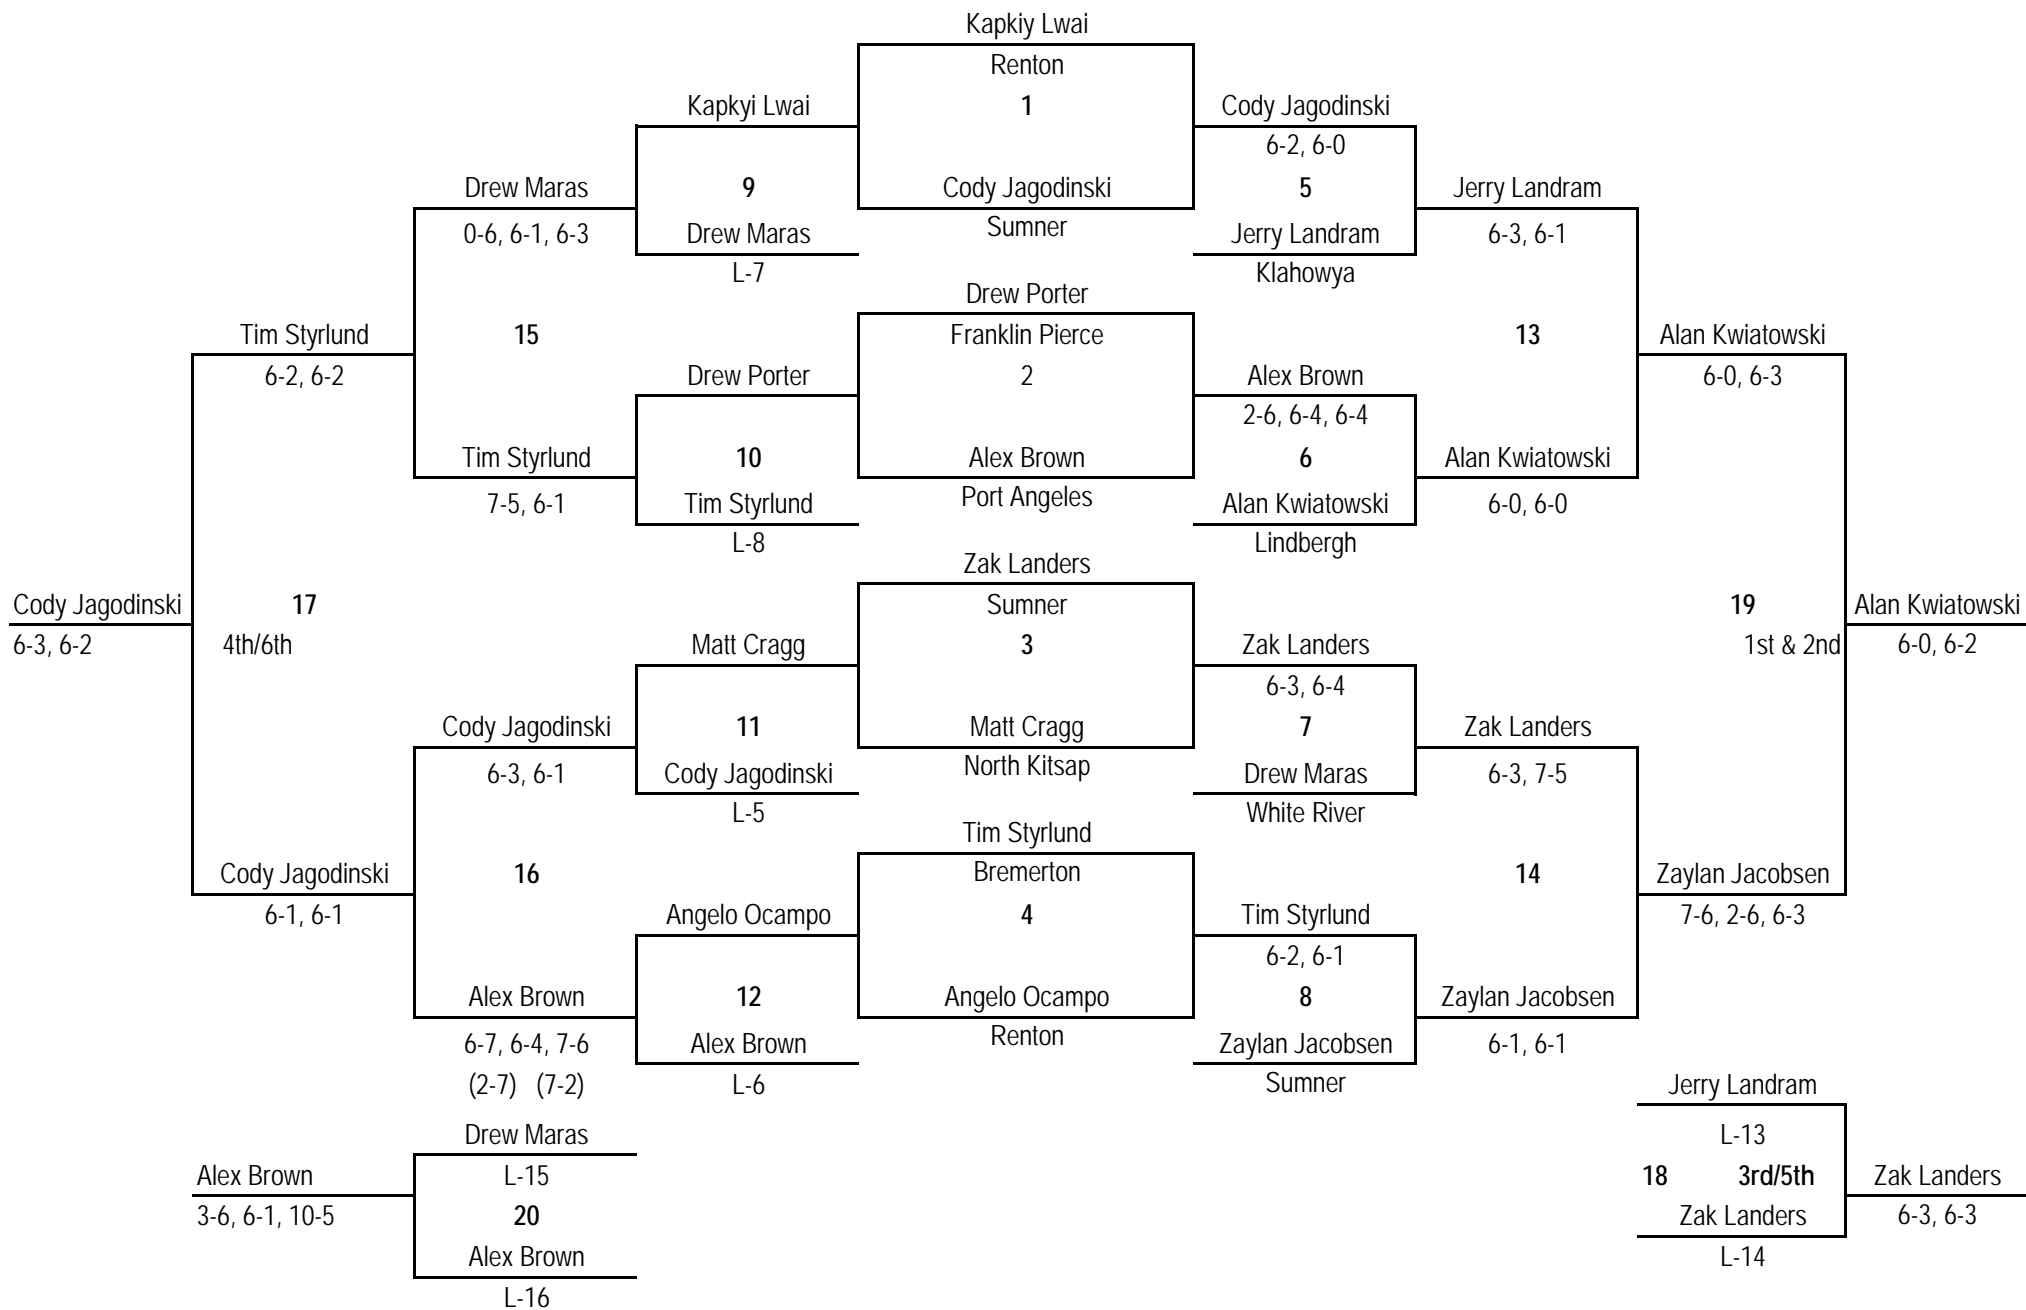 Kapkiy Lwai
Renton
Kapkyi Lwai
1
Cody Jagodinski
6-2, 6-0
Drew Maras
9
Cody Jagodinski
5
Jerry Landram
0-6, 6-1, 6-3
Drew Maras
Sumner
Jerry Landram
6-3, 6-1
L-7
Klahowya
Drew Porter
Tim Styrlund
15
Franklin Pierce
13
Alan Kwiatowski
6-2, 6-2
Drew Porter
2
Alex Brown
6-0, 6-3
2-6, 6-4, 6-4
Tim Styrlund
10
Alex Brown
6
Alan Kwiatowski
7-5, 6-1
Tim Styrlund
Port Angeles
Alan Kwiatowski
6-0, 6-0
L-8
Lindbergh
Zak Landers
Cody Jagodinski
17
Sumner
19
Alan Kwiatowski
6-3, 6-2
4th/6th
Matt Cragg
3
Zak Landers
1st & 2nd
6-0, 6-2
6-3, 6-4
Cody Jagodinski
11
Matt Cragg
7
Zak Landers
6-3, 6-1
Cody Jagodinski
North Kitsap
Drew Maras
6-3, 7-5
L-5
White River
Tim Styrlund
Cody Jagodinski
16
Bremerton
14
Zaylan Jacobsen
6-1, 6-1
Angelo Ocampo
4
Tim Styrlund
7-6, 2-6, 6-3
6-2, 6-1
Alex Brown
12
Angelo Ocampo
8
Zaylan Jacobsen
6-7, 6-4, 7-6
Alex Brown
Renton
Zaylan Jacobsen
6-1, 6-1
(2-7) (7-2)
L-6
Sumner
Jerry Landram
Drew Maras
L-13
Alex Brown
L-15
18
3rd/5th
Zak Landers
3-6, 6-1, 10-5
20
Zak Landers
6-3, 6-3
Alex Brown
L-14
L-16